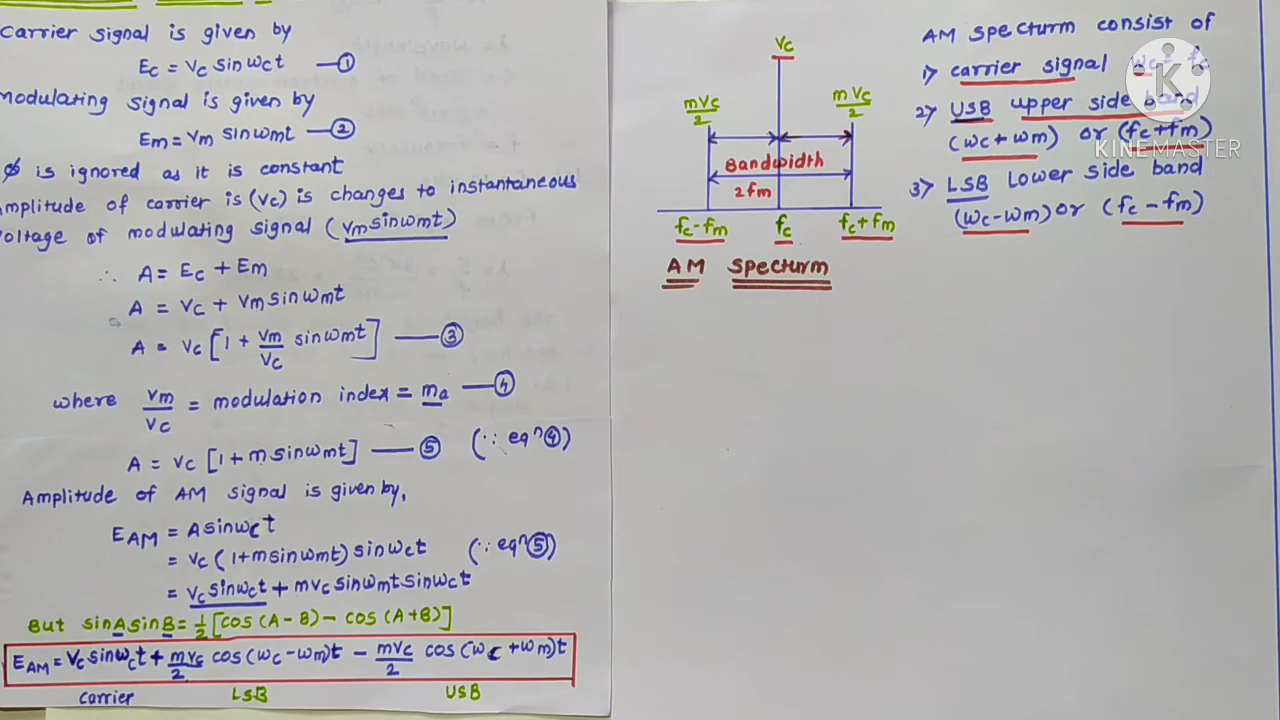 carrier signal is given by
Ec = Vc sinωct —①
Modulating signal is given by
Em = Vm sinωmt —②
ϕ is ignored as it is constant
Amplitude of carrier is (Vc) is changes to instantaneous
voltage of modulating signal (Vmsinωmt)
∴ A = Ec + Em
A = Vc + Vm sinωmt
A = Vc [1 + Vm/Vc sinωmt] —③
where Vm/Vc = modulation index = ma —④
A = Vc [1 + m sinωmt] —⑤ (∵ eqn④)
Amplitude of AM signal is given by,
EAM = A sinωct
= Vc (1+msinωmt) sinωct (∵ eqn⑤)
= Vc sinωct + mVc sinωmt sinωct
But sinA sinB = 1/2 [cos(A-B) - cos(A+B)]
EAM = Vc sinωct + mVc/2 cos(ωc-ωm)t - mVc/2 cos(ωc+ωm)t
carrier LSB USB
Vc
mVc/2 mVc/2
Bandwidth
2fm
fc-fm fc fc+fm
AM Specturm
AM specturm consist of
1) carrier signal ωc = fc
2) USB upper side band
(ωc+ωm) or (fc+fm)
3) LSB Lower side band
(ωc-ωm) or (fc-fm)
K
KINEMASTER